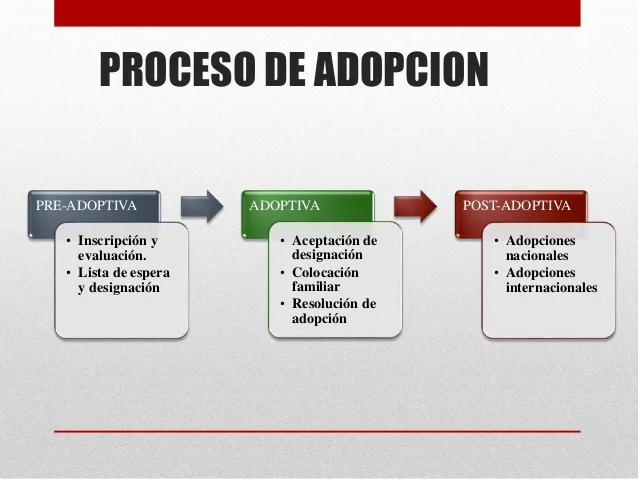 PROCESO DE ADOPCION
PRE-ADOPTIVA
• Inscripción y
evaluación.
• Lista de espera
y designación
ADOPTIVA
• Aceptación de
designación
• Colocación
familiar
• Resolución de
adopción
POST-ADOPTIVA
• Adopciones
nacionales
• Adopciones
internacionales